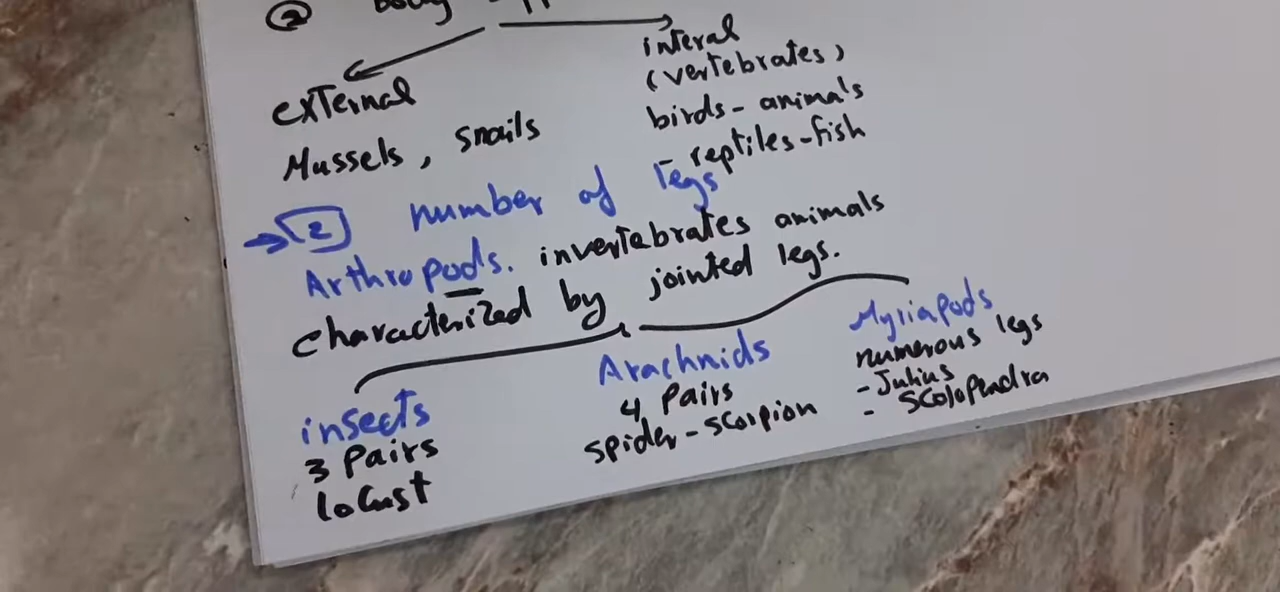 ②
external
interal
(vertebrates)
Mussels, snails
birds - animals
reptiles - fish
→ 2 number of legs
Arthropods. invertebrates animals
characterized by jointed legs.
insects
3 Pairs
locust
Arachnids
4 Pairs
spider - scorpion
Myriapods
numerous legs
- Julius
- Scolopendra